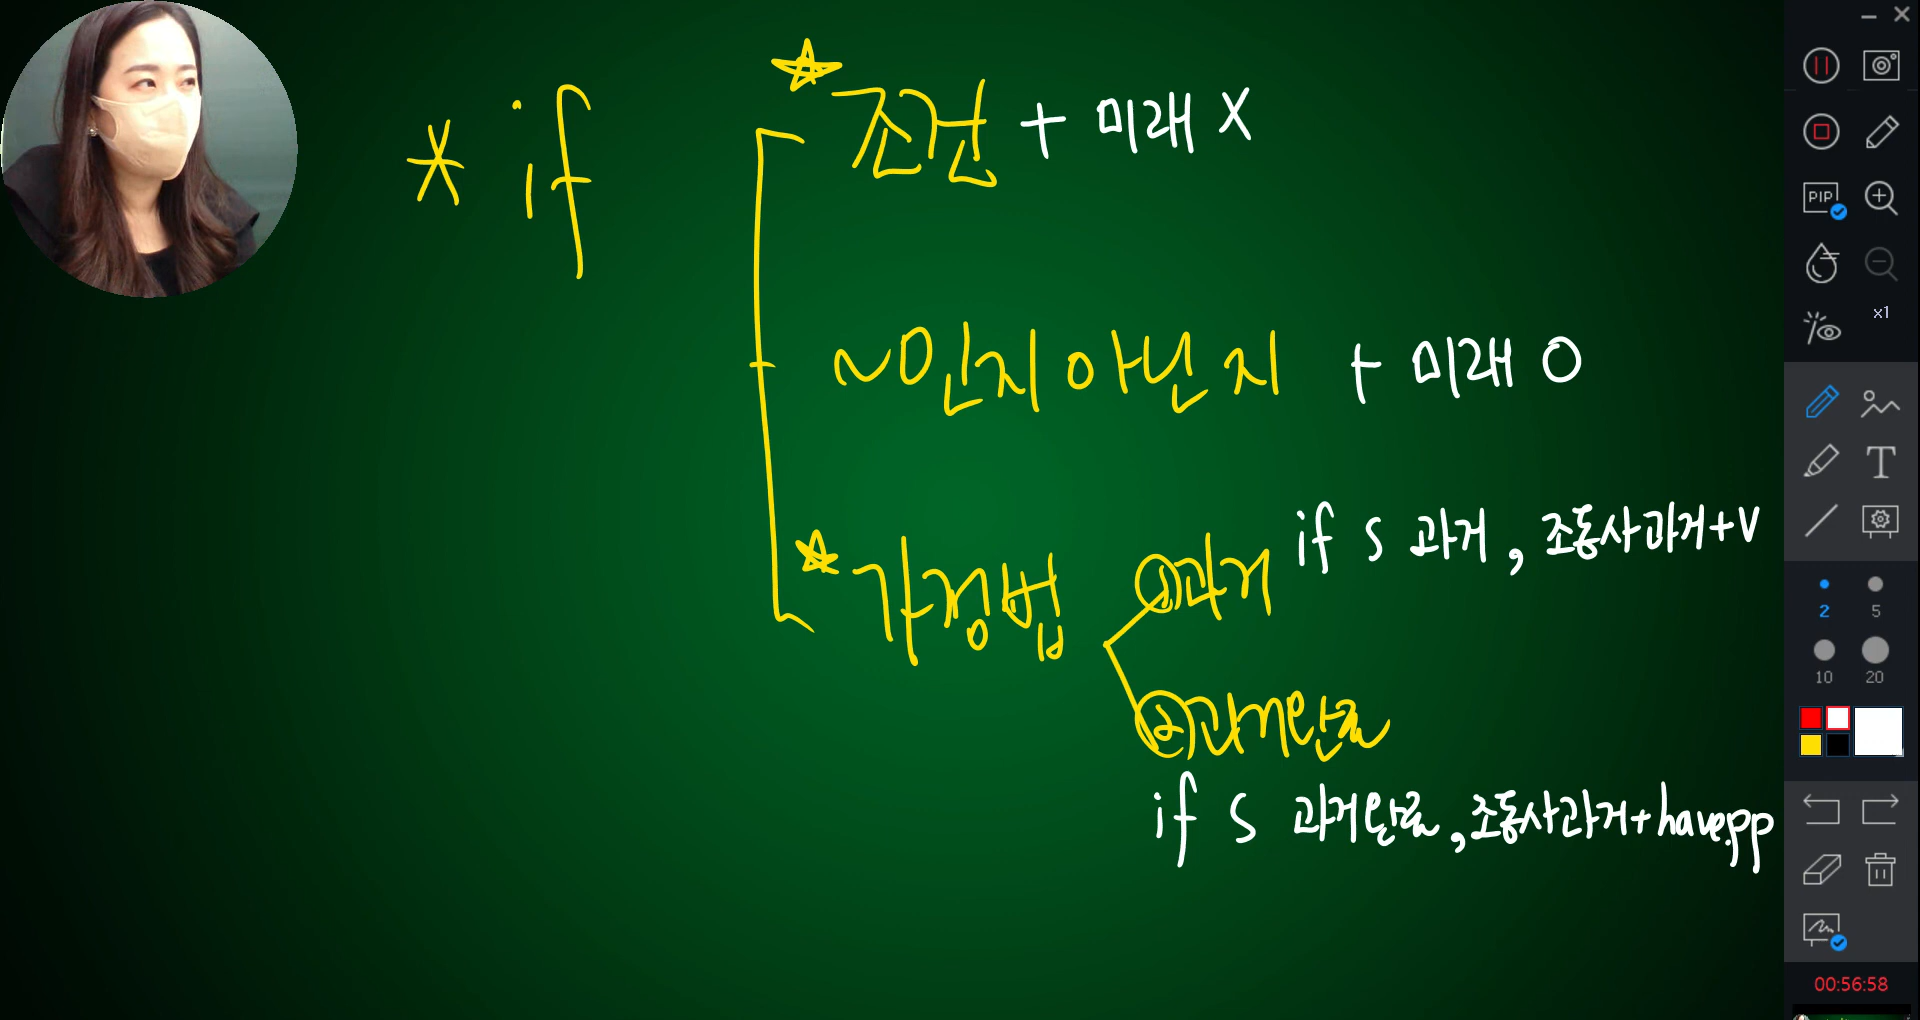 * if
☆조건 + 미래 X
~인지 아닌지 + 미래 O
☆가정법
①과거 if S 과거, 조동사과거+V
②과거완료
if S 과거완료, 조동사과거+have.pp
PIP
x1
T
2 5
10 20
00:56:58